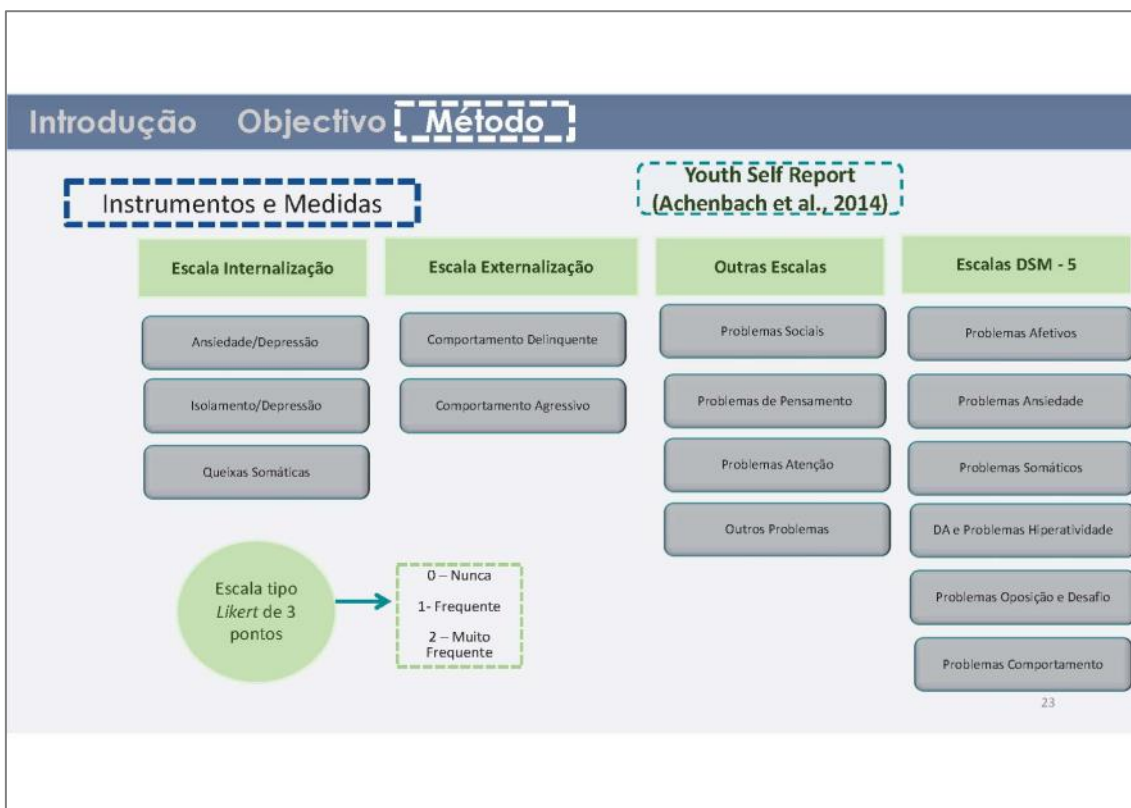 Introdução Objectivo Método
Instrumentos e Medidas
Youth Self Report
(Achenbach et al., 2014)
Escala Internalização
Ansiedade/Depressão
Isolamento/Depressão
Queixas Somáticas
Escala Externalização
Comportamento Delinquente
Comportamento Agressivo
Outras Escalas
Problemas Sociais
Problemas de Pensamento
Problemas Atenção
Outros Problemas
Escalas DSM - 5
Problemas Afetivos
Problemas Ansiedade
Problemas Somáticos
DA e Problemas Hiperatividade
Problemas Oposição e Desafio
Problemas Comportamento
Escala tipo
Likert de 3
pontos
0 – Nunca
1- Frequente
2 – Muito
Frequente
23